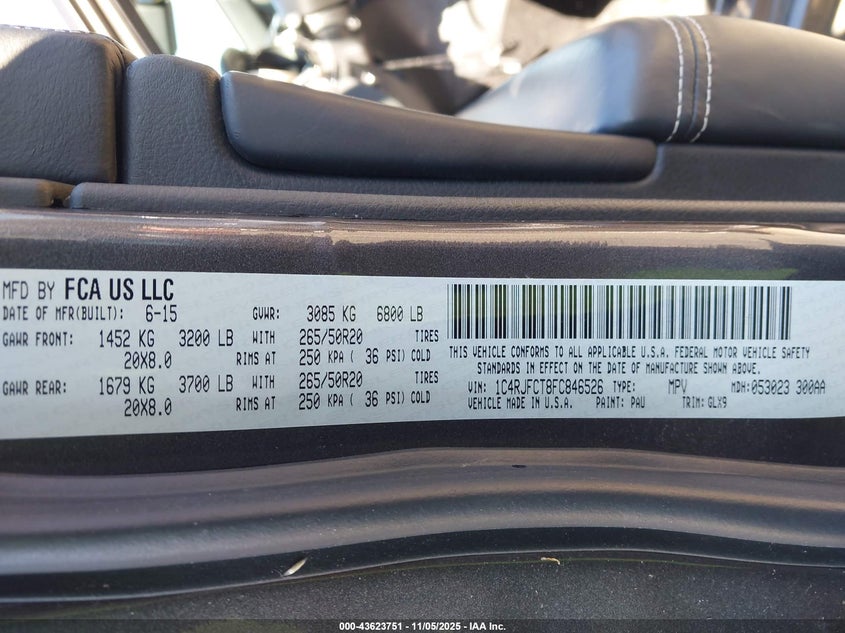 MFD BY FCA US LLC
DATE OF MFR(BUILT): 6-15 GVWR: 3085 KG 6800 LB
GAWR FRONT: 1452 KG 3200 LB WITH 265/50R20 TIRES
20X8.0 RIMS AT 250 KPA ( 36 PSI) COLD
GAWR REAR: 1679 KG 3700 LB WITH 265/50R20 TIRES
20X8.0 RIMS AT 250 KPA ( 36 PSI) COLD
THIS VEHICLE CONFORMS TO ALL APPLICABLE U.S.A. FEDERAL MOTOR VEHICLE SAFETY
STANDARDS IN EFFECT ON THE DATE OF MANUFACTURE SHOWN ABOVE.
VIN: 1C4RJFCT8FC846526 TYPE: MPV MDH: 053023 300AA
VEHICLE MADE IN U.S.A. PAINT: PAU TRIM: GLX9
000-43623751 - 11/05/2025 - IAA Inc.